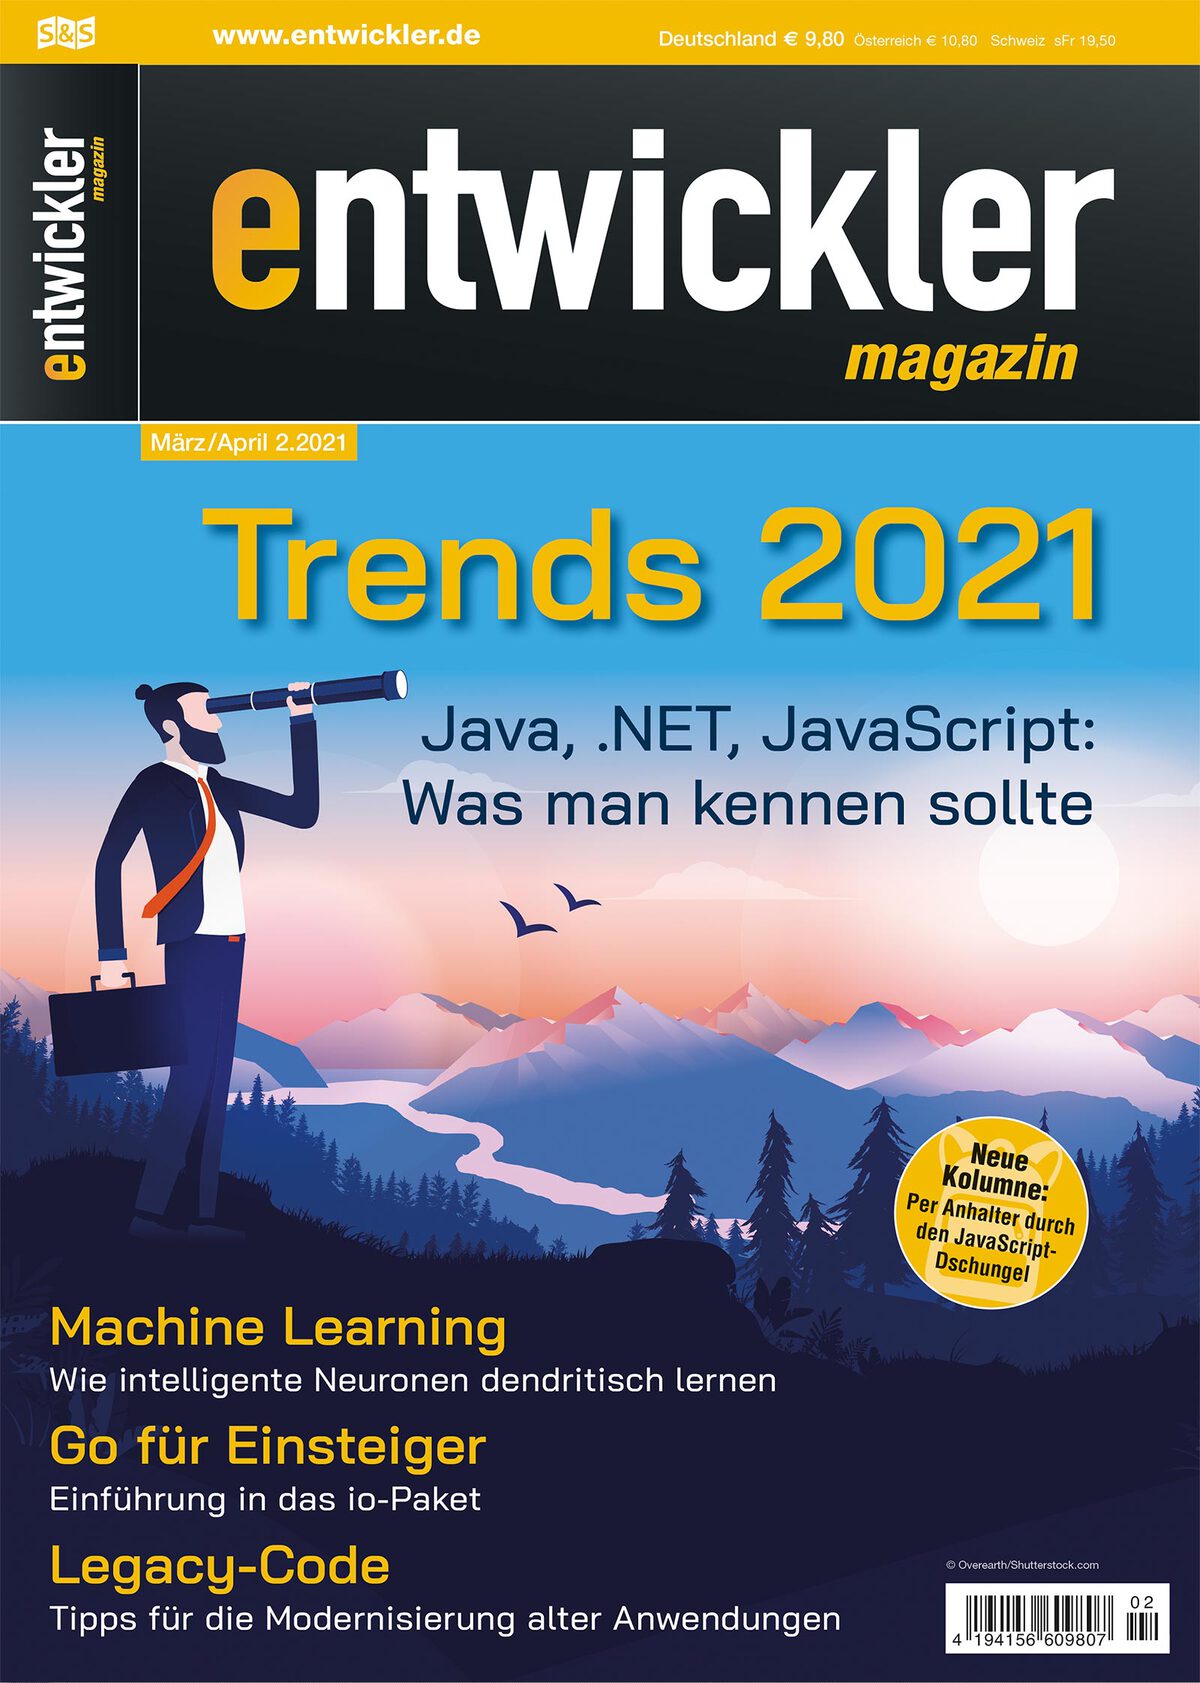 S&S
www.entwickler.de
Deutschland € 9,80 Österreich € 10,80 Schweiz sFr 19,50
entwickler
magazin
entwickler
magazin
März/April 2.2021
Trends 2021
Java, .NET, JavaScript:
Was man kennen sollte
Neue
Kolumne:
Per Anhalter durch
den JavaScript-
Dschungel
Machine Learning
Wie intelligente Neuronen dendritisch lernen
Go für Einsteiger
Einführung in das io-Paket
Legacy-Code
Tipps für die Modernisierung alter Anwendungen
© Overearth/Shutterstock.com
02
4 194156 609807